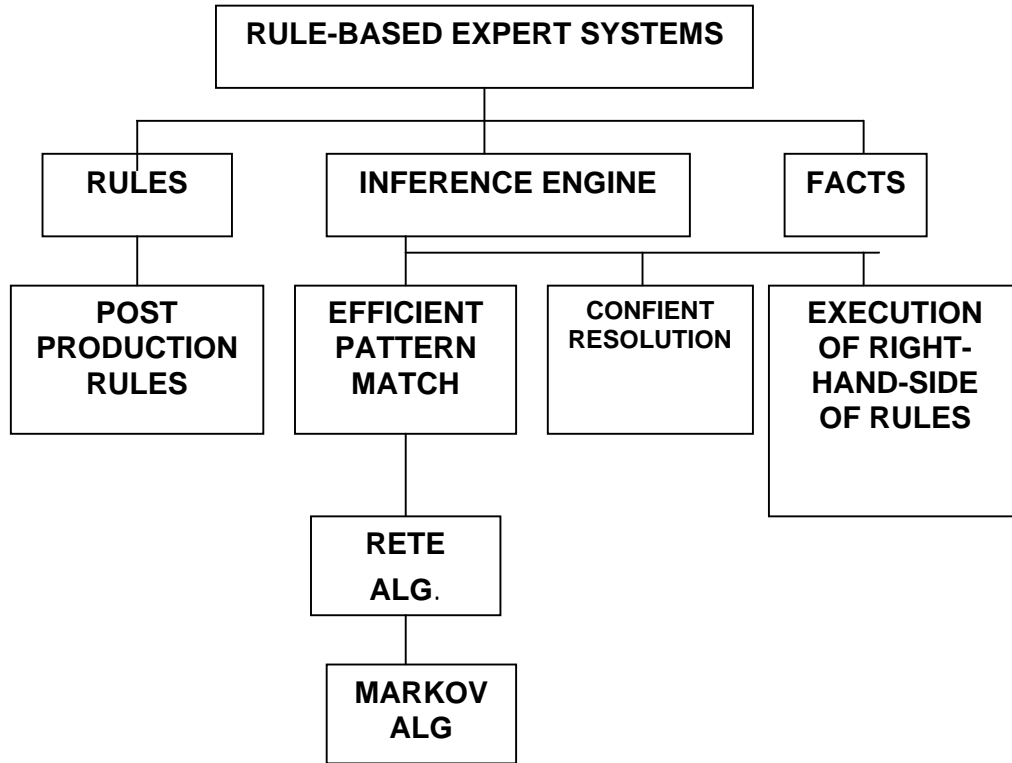 RULE-BASED EXPERT SYSTEMS
RULES
INFERENCE ENGINE
FACTS
POST
PRODUCTION
RULES
EFFICIENT
PATTERN
MATCH
CONFIENT
RESOLUTION
EXECUTION
OF RIGHT-
HAND-SIDE
OF RULES
RETE
ALG.
MARKOV
ALG